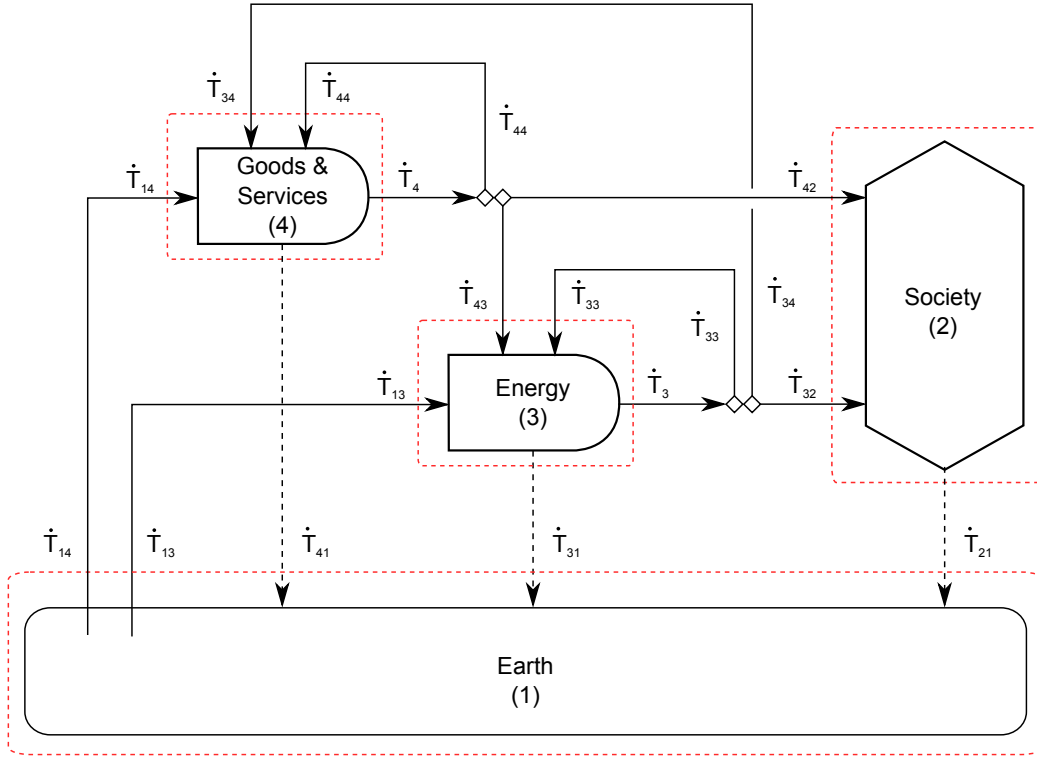 Ṫ₃₄
Ṫ₄₄
Ṫ₄₄
Goods &
Services
(4)
Ṫ₁₄
Ṫ₄
Ṫ₄₂
Ṫ₄₃
Ṫ₃₃
Ṫ₃₃
Ṫ₃₄
Society
(2)
Ṫ₁₃
Energy
(3)
Ṫ₃
Ṫ₃₂
Ṫ₁₄
Ṫ₁₃
Ṫ₄₁
Ṫ₃₁
Ṫ₂₁
Earth
(1)